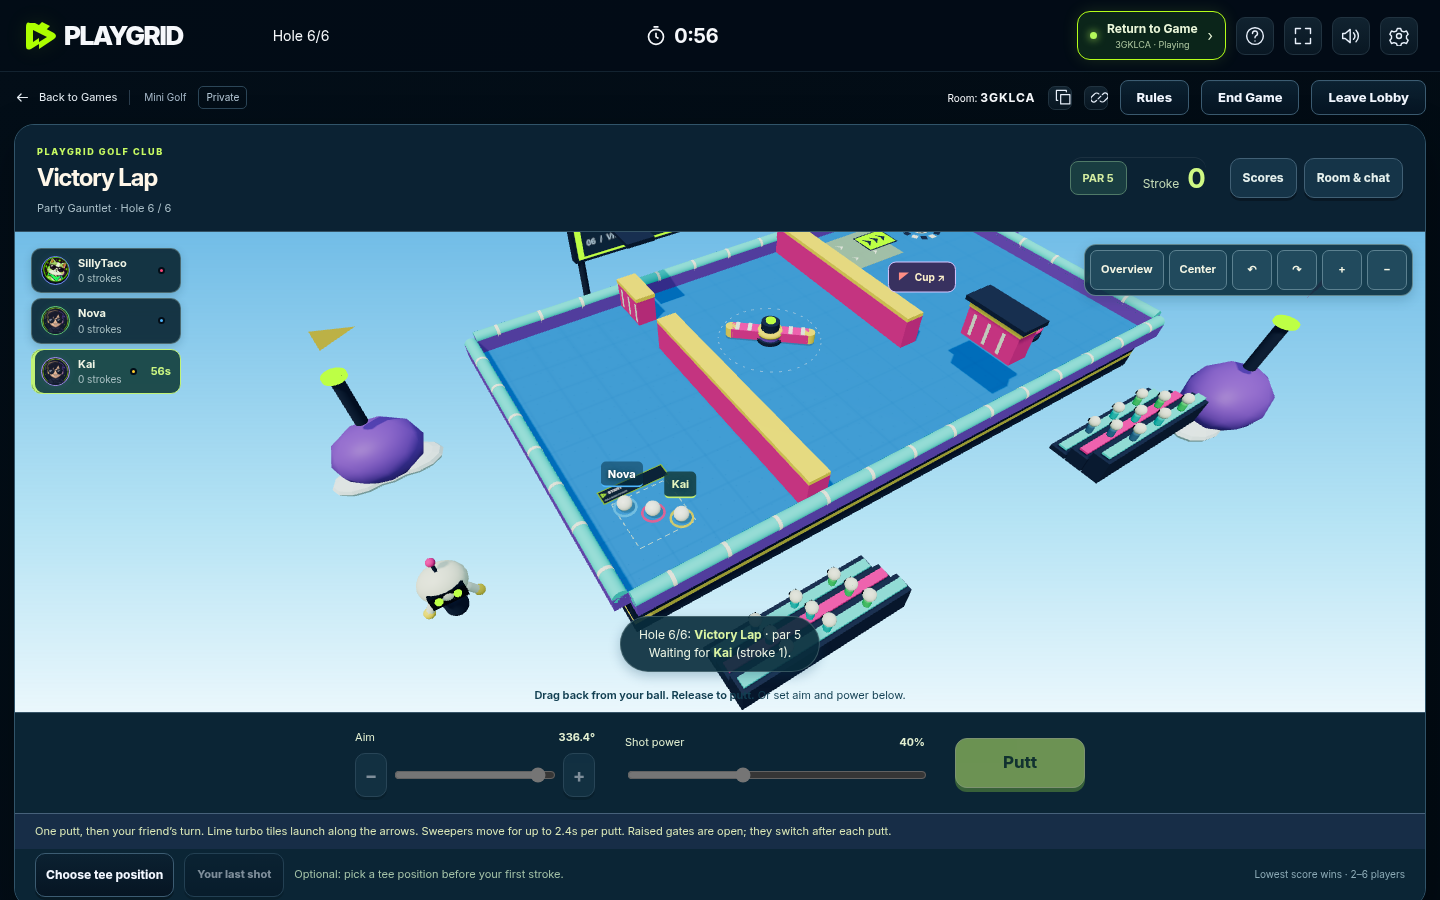 PLAYGRID
Hole 6/6
0:56
Return to Game
3GKLCA · Playing
Back to Games
Mini Golf
Private
Room: 3GKLCA
Rules
End Game
Leave Lobby
PLAYGRID GOLF CLUB
Victory Lap
Party Gauntlet · Hole 6 / 6
PAR 5
Stroke 0
Scores
Room & chat
SillyTaco
0 strokes
Nova
0 strokes
Kai
0 strokes
56s
06 /
Cup ↗
Overview
Center
↶
↷
+
−
Nova
Kai
Hole 6/6: Victory Lap · par 5
Waiting for Kai (stroke 1).
Drag back from your ball. Release to putt. Or set aim and power below.
Aim
336.4°
−
+
Shot power
40%
Putt
One putt, then your friend’s turn. Lime turbo tiles launch along the arrows. Sweepers move for up to 2.4s per putt. Raised gates are open; they switch after each putt.
Choose tee position
Your last shot
Optional: pick a tee position before your first stroke.
Lowest score wins · 2–6 players